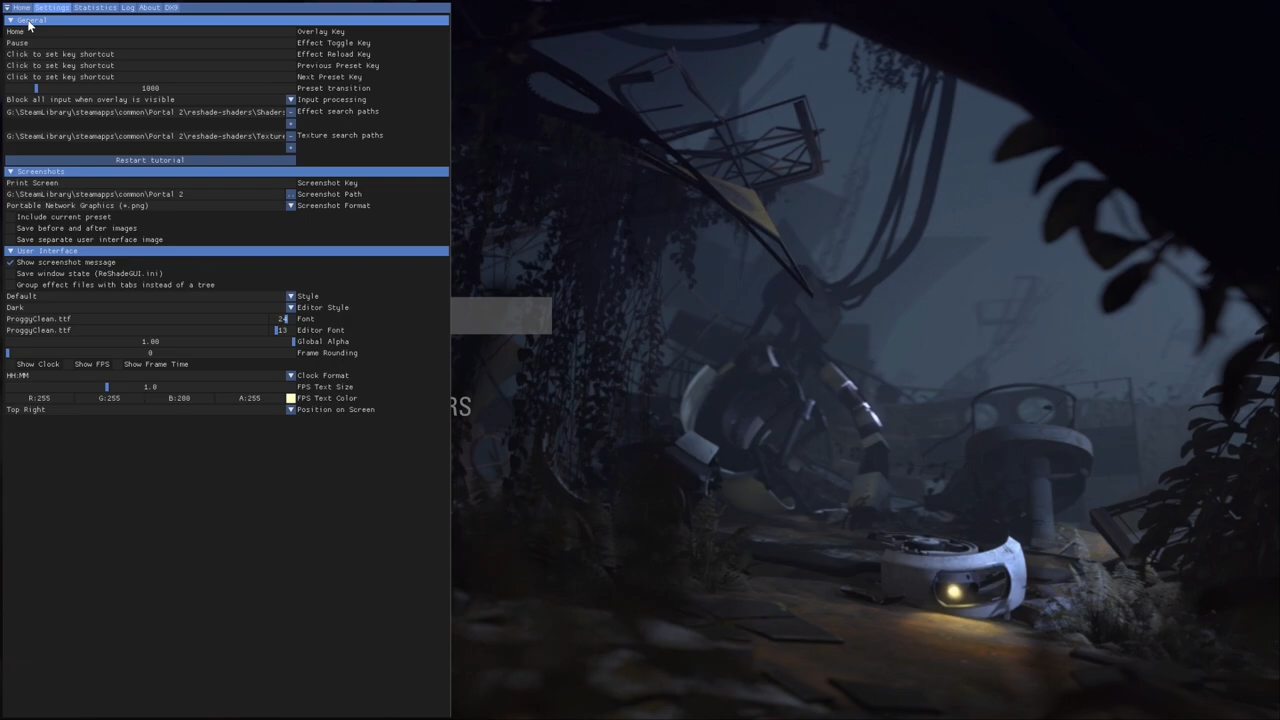 Home Settings Statistics Log About DX9
General
Home Overlay Key
Pause Effect Toggle Key
Click to set key shortcut Effect Reload Key
Click to set key shortcut Previous Preset Key
Click to set key shortcut Next Preset Key
1000 Preset transition
Block all input when overlay is visible Input processing
G:\SteamLibrary\steamapps\common\Portal 2\reshade-shaders\Shaders - Effect search paths
+
G:\SteamLibrary\steamapps\common\Portal 2\reshade-shaders\Texture - Texture search paths
+
Restart tutorial
Screenshots
Print Screen Screenshot Key
G:\SteamLibrary\steamapps\common\Portal 2 .. Screenshot Path
Portable Network Graphics (*.png) Screenshot Format
Include current preset
Save before and after images
Save separate user interface image
User Interface
Show screenshot message
Save window state (ReShadeGUI.ini)
Group effect files with tabs instead of a tree
Default Style
Dark Editor Style
ProggyClean.ttf 24 Font
ProggyClean.ttf 13 Editor Font
1.00 Global Alpha
0 Frame Rounding
Show Clock Show FPS Show Frame Time
HH:MM Clock Format
1.0 FPS Text Size
R:255 G:255 B:200 A:255 FPS Text Color
RS
Top Right Position on Screen